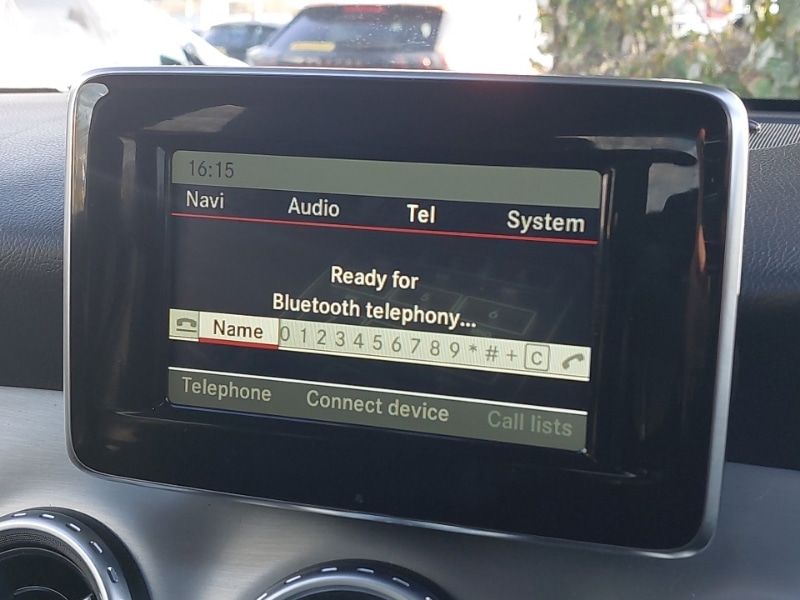 16:15
Navi Audio Tel System
Ready for
Bluetooth telephony...
Name 0 1 2 3 4 5 6 7 8 9 * # + C
Telephone Connect device Call lists